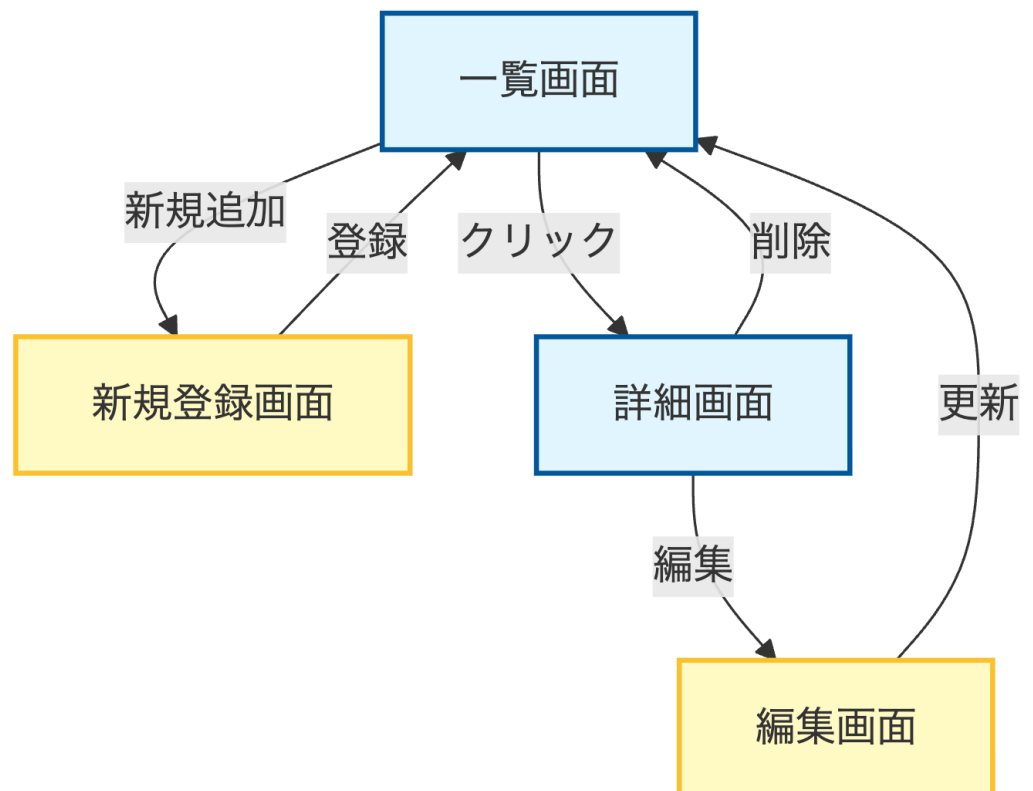 一覧画面
新規追加
登録
クリック
削除
新規登録画面
詳細画面
更新
編集
編集画面